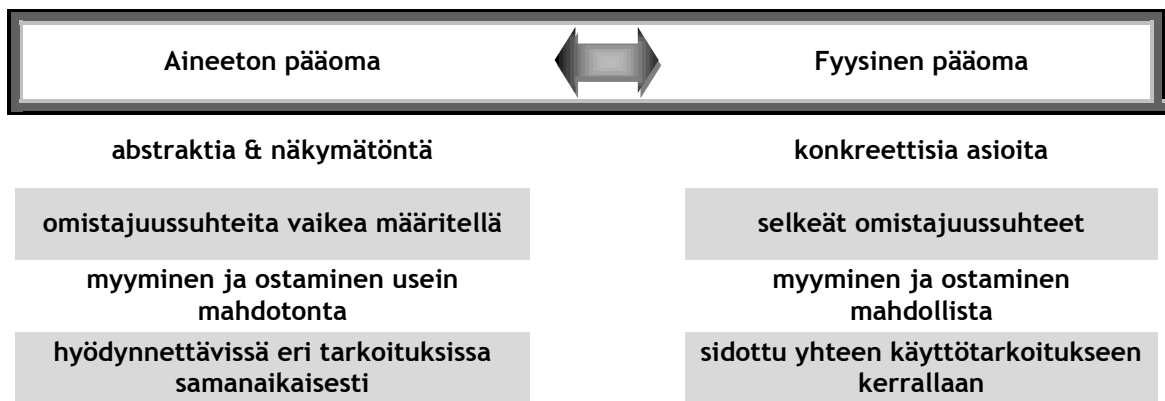 Aineeton pääoma
Fyysinen pääoma
abstraktia & näkymätöntä
konkreettisia asioita
omistajuussuhteita vaikea määritellä
selkeät omistajuussuhteet
myyminen ja ostaminen usein
mahdotonta
myyminen ja ostaminen
mahdollista
hyödynnettävissä eri tarkoituksissa
samanaikaisesti
sidottu yhteen käyttötarkoitukseen
kerrallaan